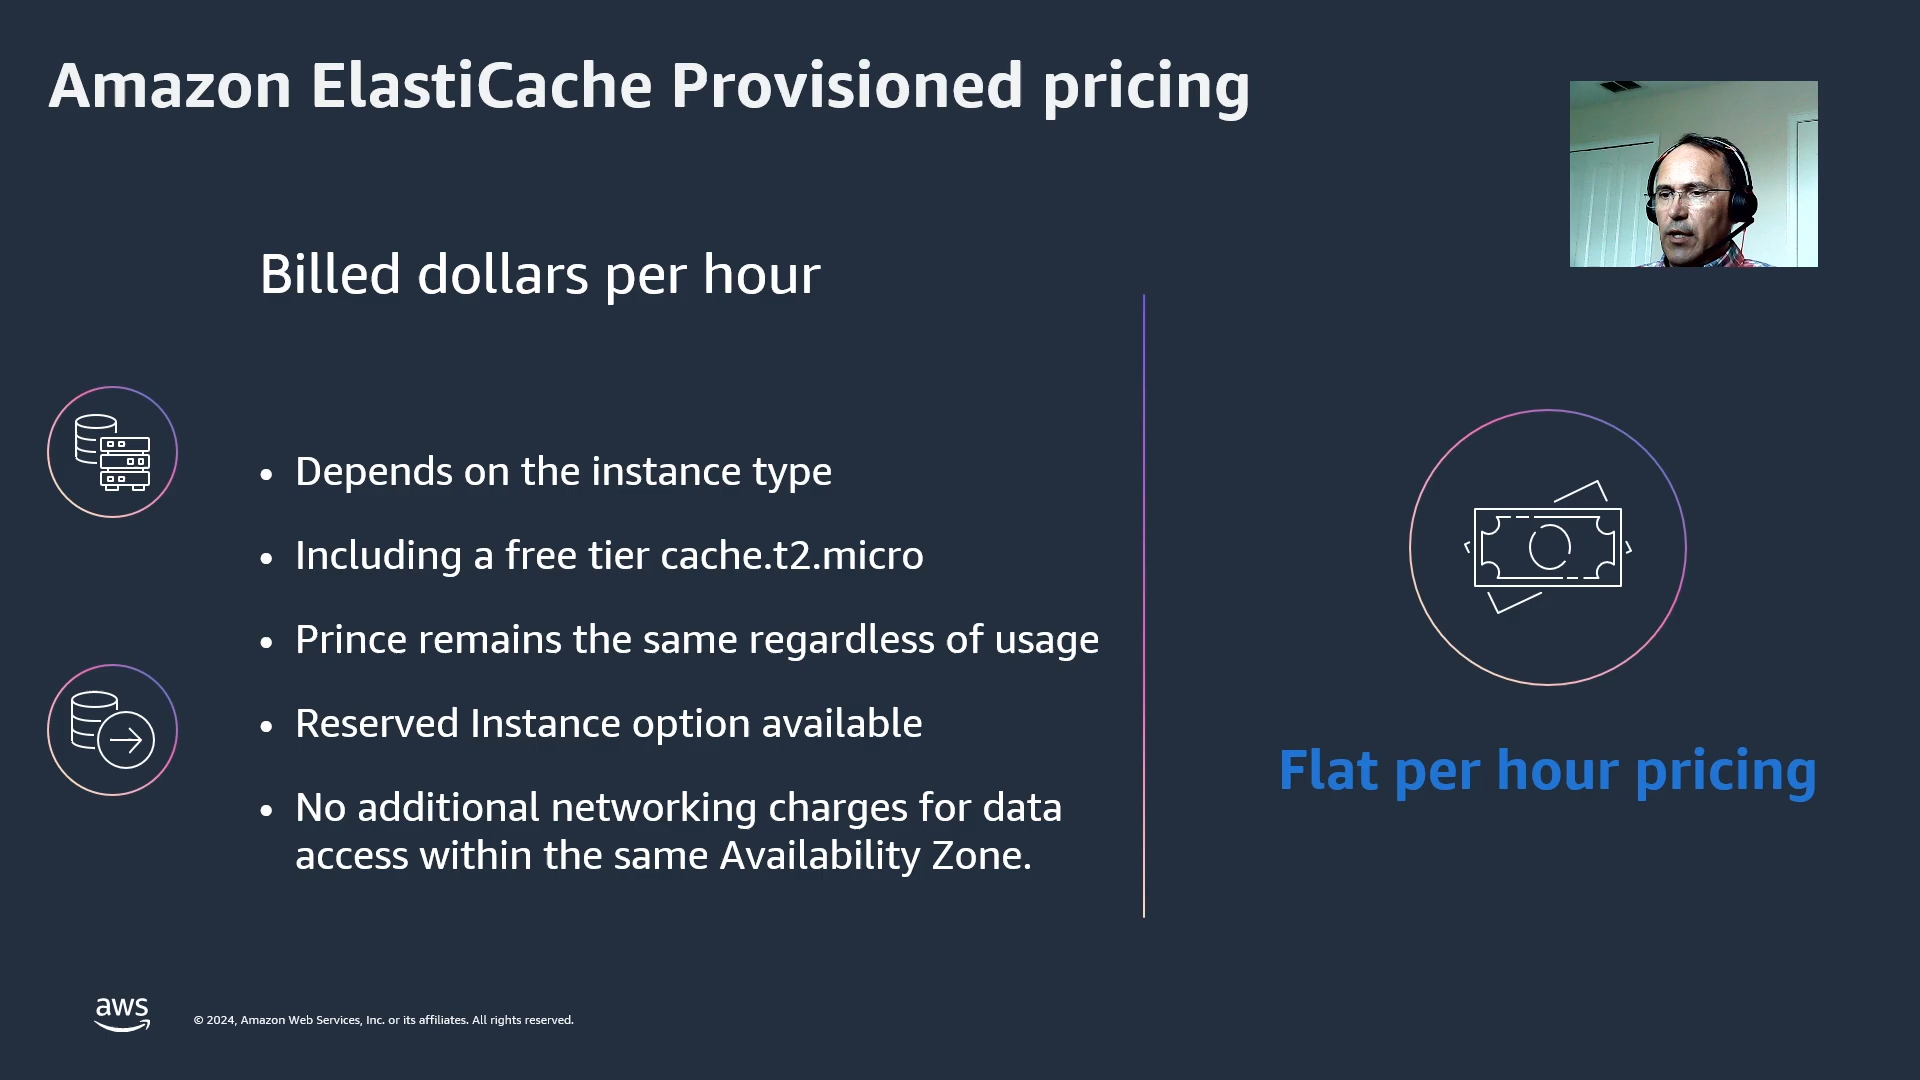 Amazon ElastiCache Provisioned pricing
Billed dollars per hour
• Depends on the instance type
• Including a free tier cache.t2.micro
• Prince remains the same regardless of usage
• Reserved Instance option available
• No additional networking charges for data
access within the same Availability Zone.
Flat per hour pricing
aws
© 2024, Amazon Web Services, Inc. or its affiliates. All rights reserved.